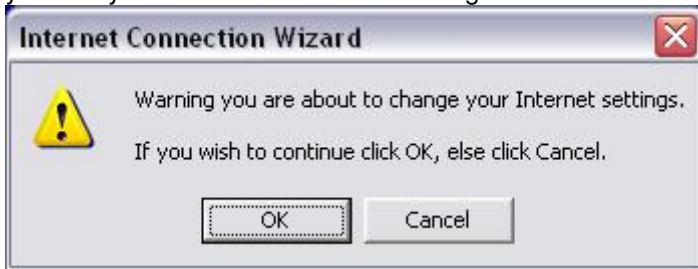 Internet Connection Wizard
Warning you are about to change your Internet settings.
If you wish to continue click OK, else click Cancel.
OK
Cancel